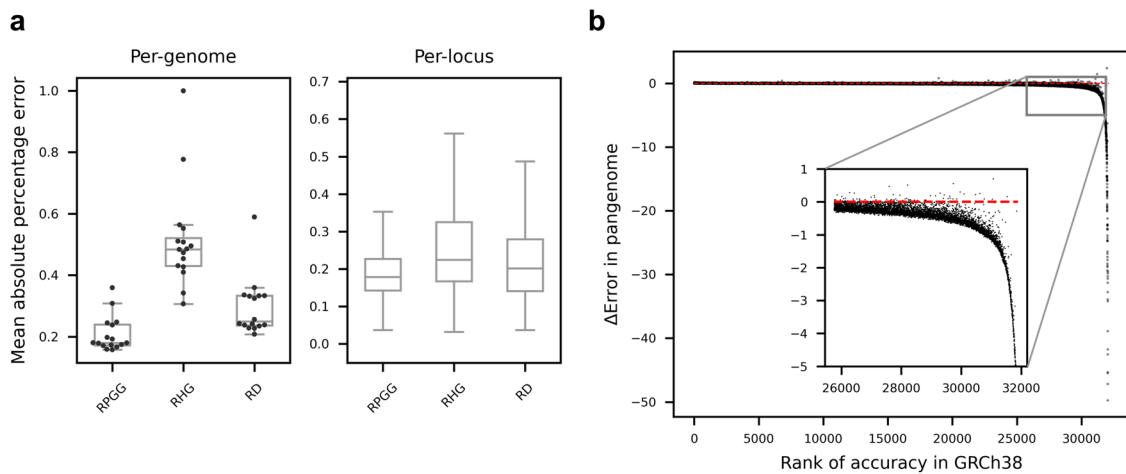 a
Per-genome
Per-locus
Mean absolute percentage error
1.0
0.8
0.6
0.4
0.2
RPGG
RHG
RD
0.7
0.6
0.5
0.4
0.3
0.2
0.1
0.0
RPGG
RHG
RD
b
ΔError in pangenome
0
−10
−20
−30
−40
−50
1
0
−1
−2
−3
−4
−5
26000 28000 30000 32000
0 5000 10000 15000 20000 25000 30000
Rank of accuracy in GRCh38